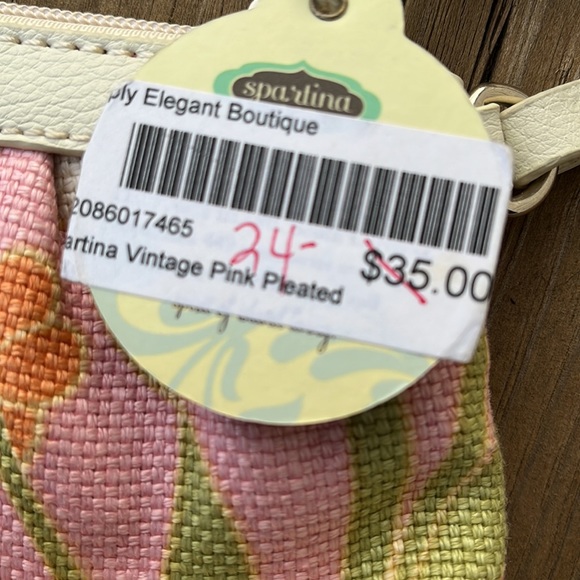 spartina
ply Elegant Boutique
2086017465
24-
$35.00
artina Vintage Pink Pleated